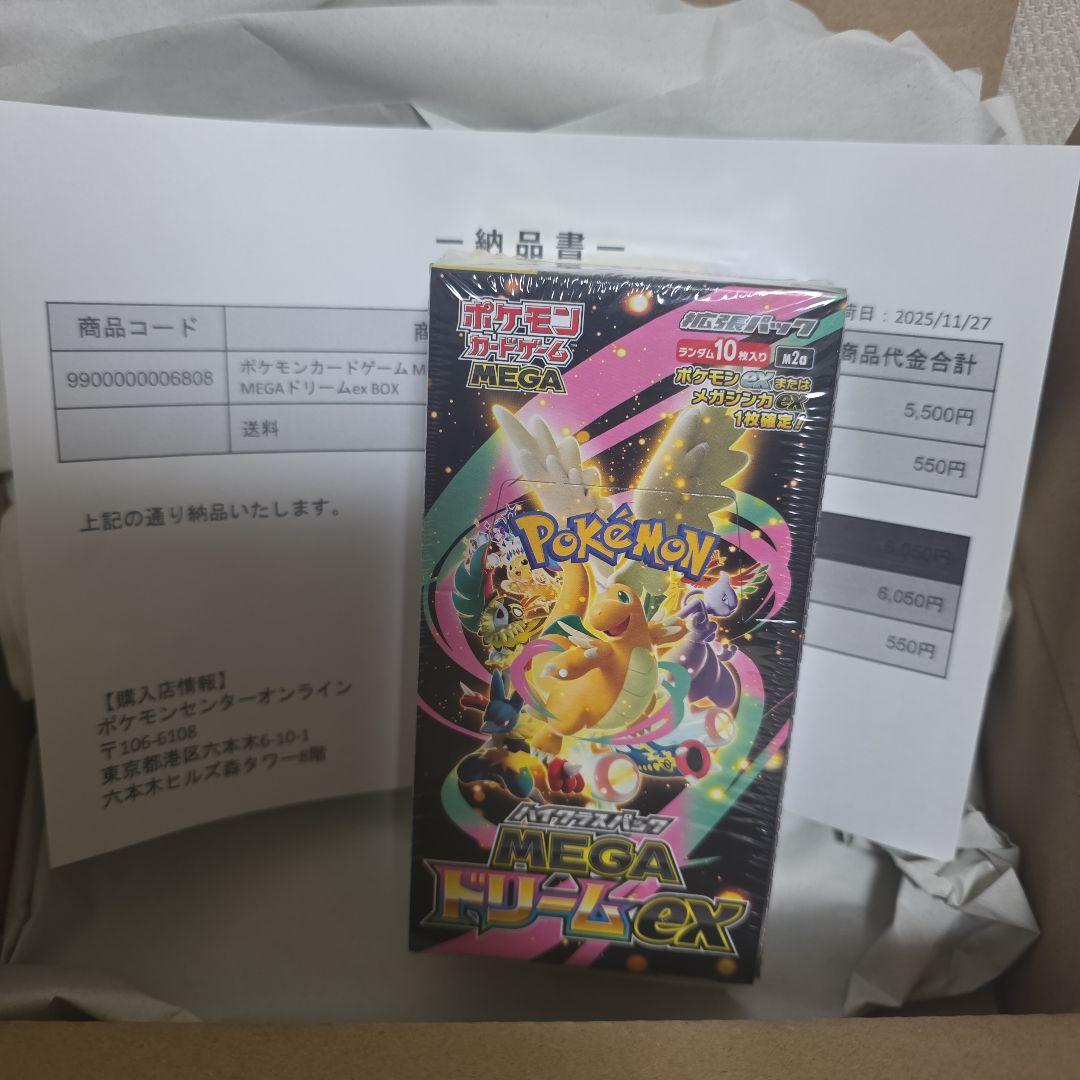 — 納品書 —
荷日：2025/11/27
商品コード
商品代金合計
9900000006808
ポケモンカードゲーム M
MEGAドリームex BOX
5,500円
送料
550円
上記の通り納品いたします。
6,050円
6,050円
550円
【購入店情報】
ポケモンセンターオンライン
〒106-6108
東京都港区六本木6-10-1
六本木ヒルズ森タワー8階
ポケモン
カードゲーム™
MEGA
拡張パック
ランダム10枚入り M2a
ポケモンexまたは
メガシンカex
1枚確定!!
POKÉMON™
ハイクラスパック
MEGA
ドリームex